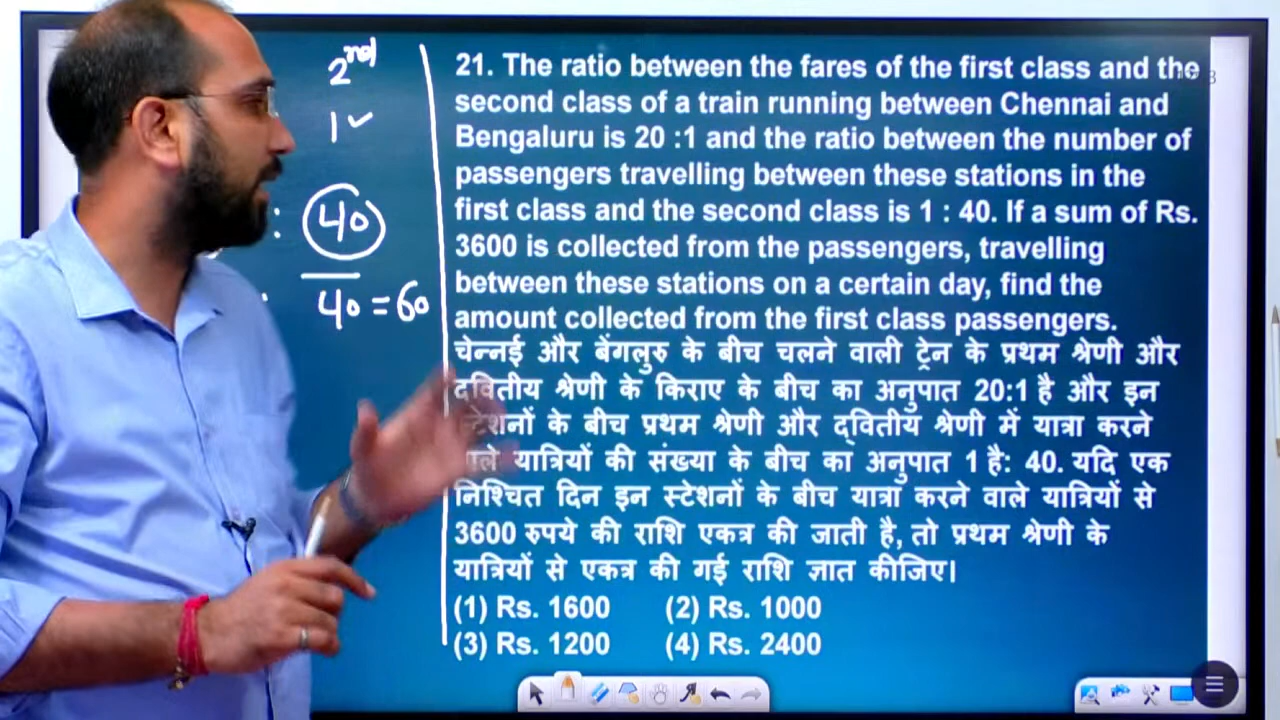 2nd
1 ✓
: 40
40 = 60
21. The ratio between the fares of the first class and the
second class of a train running between Chennai and
Bengaluru is 20 :1 and the ratio between the number of
passengers travelling between these stations in the
first class and the second class is 1 : 40. If a sum of Rs.
3600 is collected from the passengers, travelling
between these stations on a certain day, find the
amount collected from the first class passengers.
चेन्नई और बेंगलुरु के बीच चलने वाली ट्रेन के प्रथम श्रेणी और
द्वितीय श्रेणी के किराए के बीच का अनुपात 20:1 है और इन
के बीच प्रथम श्रेणी और द्वितीय श्रेणी में यात्रा करने
यात्रियों की संख्या के बीच का अनुपात 1 है: 40. यदि एक
निश्चित दिन इन स्टेशनों के बीच यात्रा करने वाले यात्रियों से
3600 रुपये की राशि एकत्र की जाती है, तो प्रथम श्रेणी के
यात्रियों से एकत्र की गई राशि ज्ञात कीजिए।
(1) Rs. 1600 (2) Rs. 1000
(3) Rs. 1200 (4) Rs. 2400